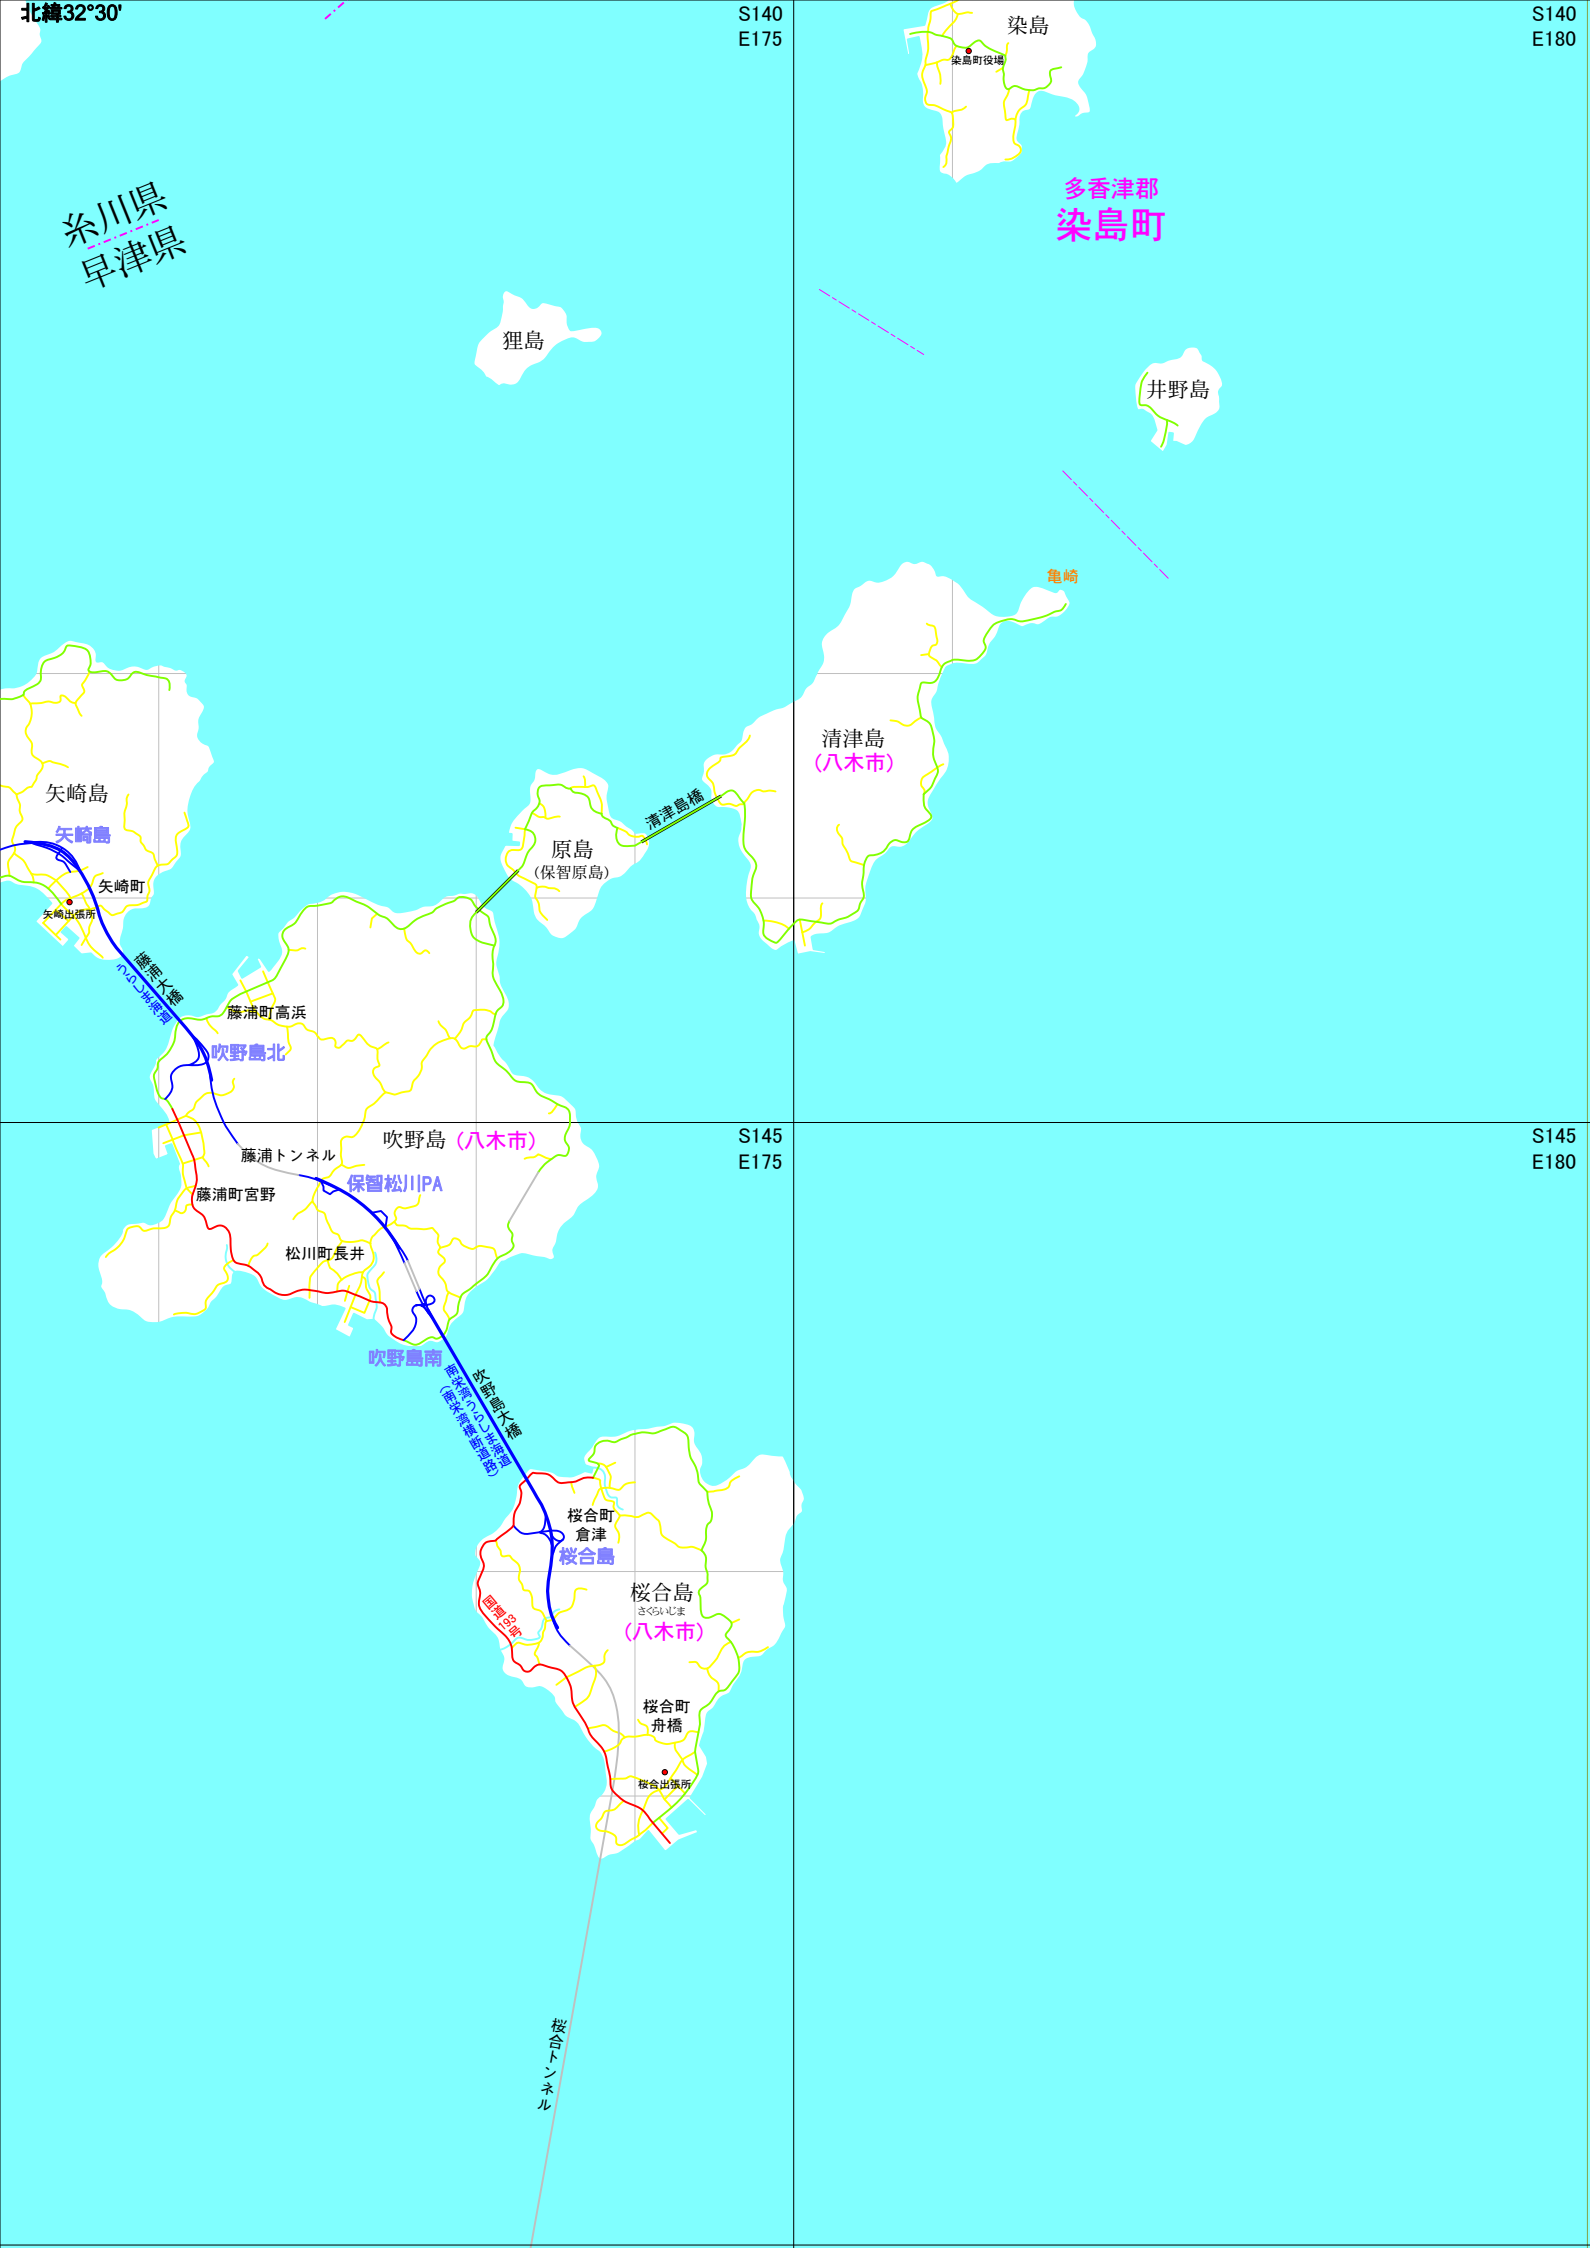 北緯32°30'
S140
E175
S140
E180
染島
染島町役場
多香津郡
染島町
糸川県
早津県
狸島
井野島
亀崎
清津島
(八木市)
矢崎島
矢崎島
矢崎町
矢崎出張所
清津島橋
原島
(保智原島)
藤浦大橋
うらしま海道
藤浦町高浜
吹野島北
吹野島 (八木市)
S145
E175
S145
E180
藤浦トンネル
保智松川PA
藤浦町宮野
松川町長井
吹野島南
吹野島大橋
南栄湾うらしま海道
(南栄湾横断道路)
桜合町
倉津
桜合島
桜合島
さくらいじま
(八木市)
国道193号
桜合町
舟橋
桜合出張所
桜合トンネル